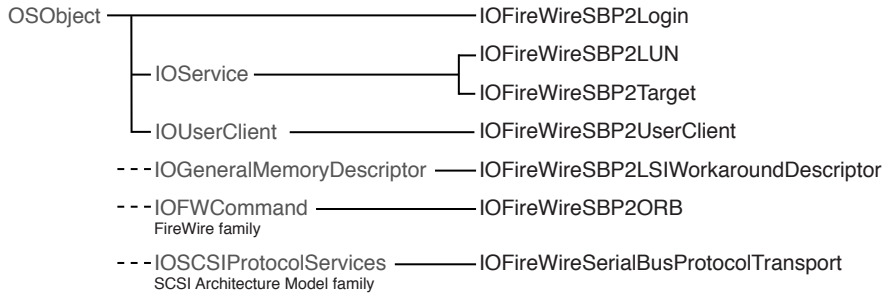 OSObject IOFireWireSBP2Login
IOFireWireSBP2LUN
IOService
IOFireWireSBP2Target
IOUserClient IOFireWireSBP2UserClient
IOGeneralMemoryDescriptor IOFireWireSBP2LSIWorkaroundDescriptor
IOFWCommand IOFireWireSBP2ORB
FireWire family
IOSCSIProtocolServices IOFireWireSerialBusProtocolTransport
SCSI Architecture Model family